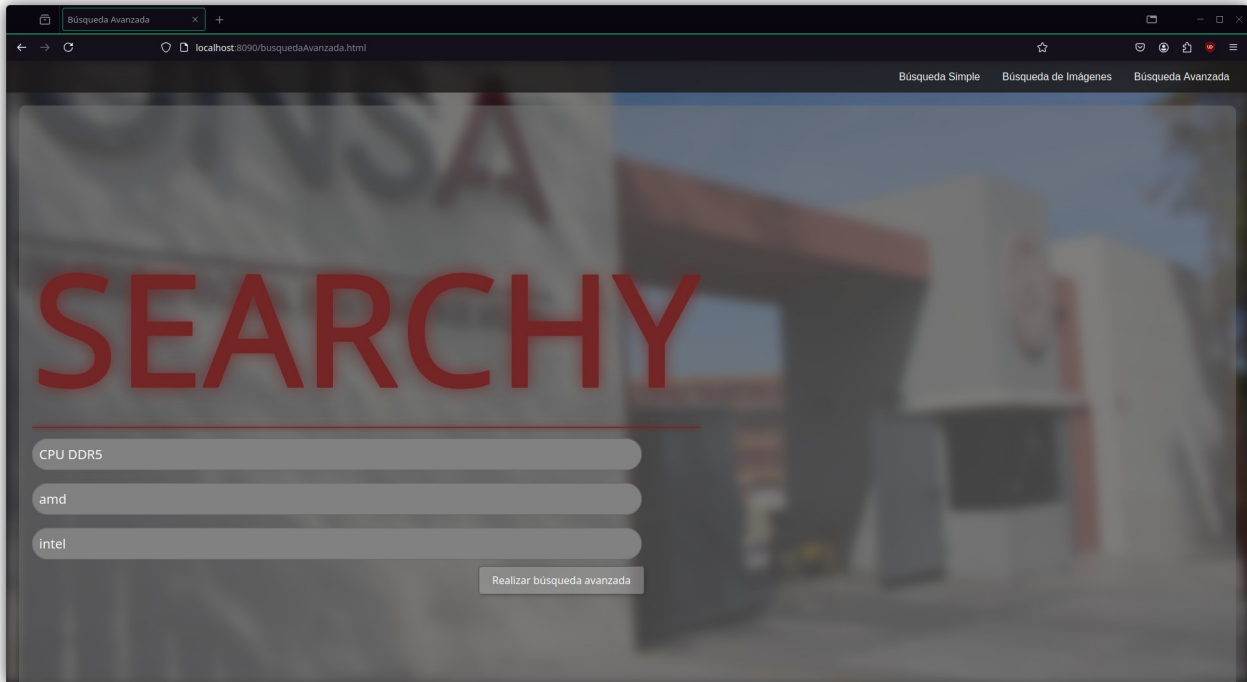 Búsqueda Avanzada
localhost:8090/busquedaAvanzada.html
Búsqueda Simple Búsqueda de Imágenes Búsqueda Avanzada
SEARCHY
CPU DDR5
amd
intel
Realizar búsqueda avanzada